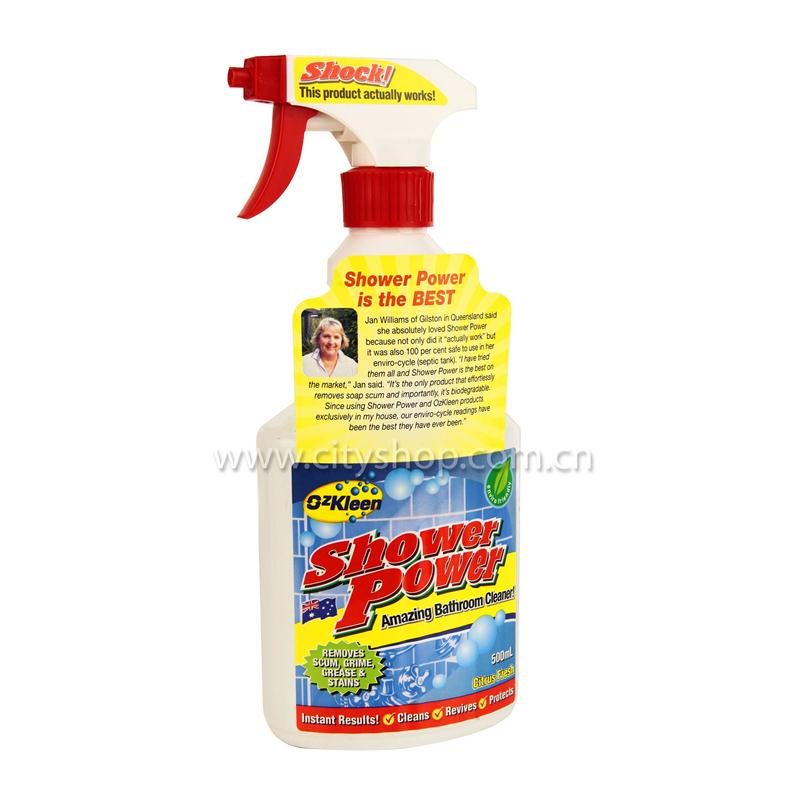 Shock!
This product actually works!
Shower Power
is the BEST
Jan Williams of Gilston in Queensland said
she absolutely loved Shower Power
because not only did it "actually work" but
it was also 100 per cent safe to use in her
enviro-cycle (septic tank). "I have tried
them all and Shower Power is the best on
the market," Jan said. "It's the only product that effortlessly
removes soap scum and importantly, it's biodegradable.
Since using Shower Power and OzKleen products
exclusively in my house, our enviro-cycle readings have
been the best they have ever been."
www.cityshop.com.cn
OzKleen
enviro friendly
Shower
Power
Amazing Bathroom Cleaner!
REMOVES
SCUM, GRIME,
GREASE &
STAINS
500mL
Citrus Fresh
Instant Results! Cleans Revives Protects